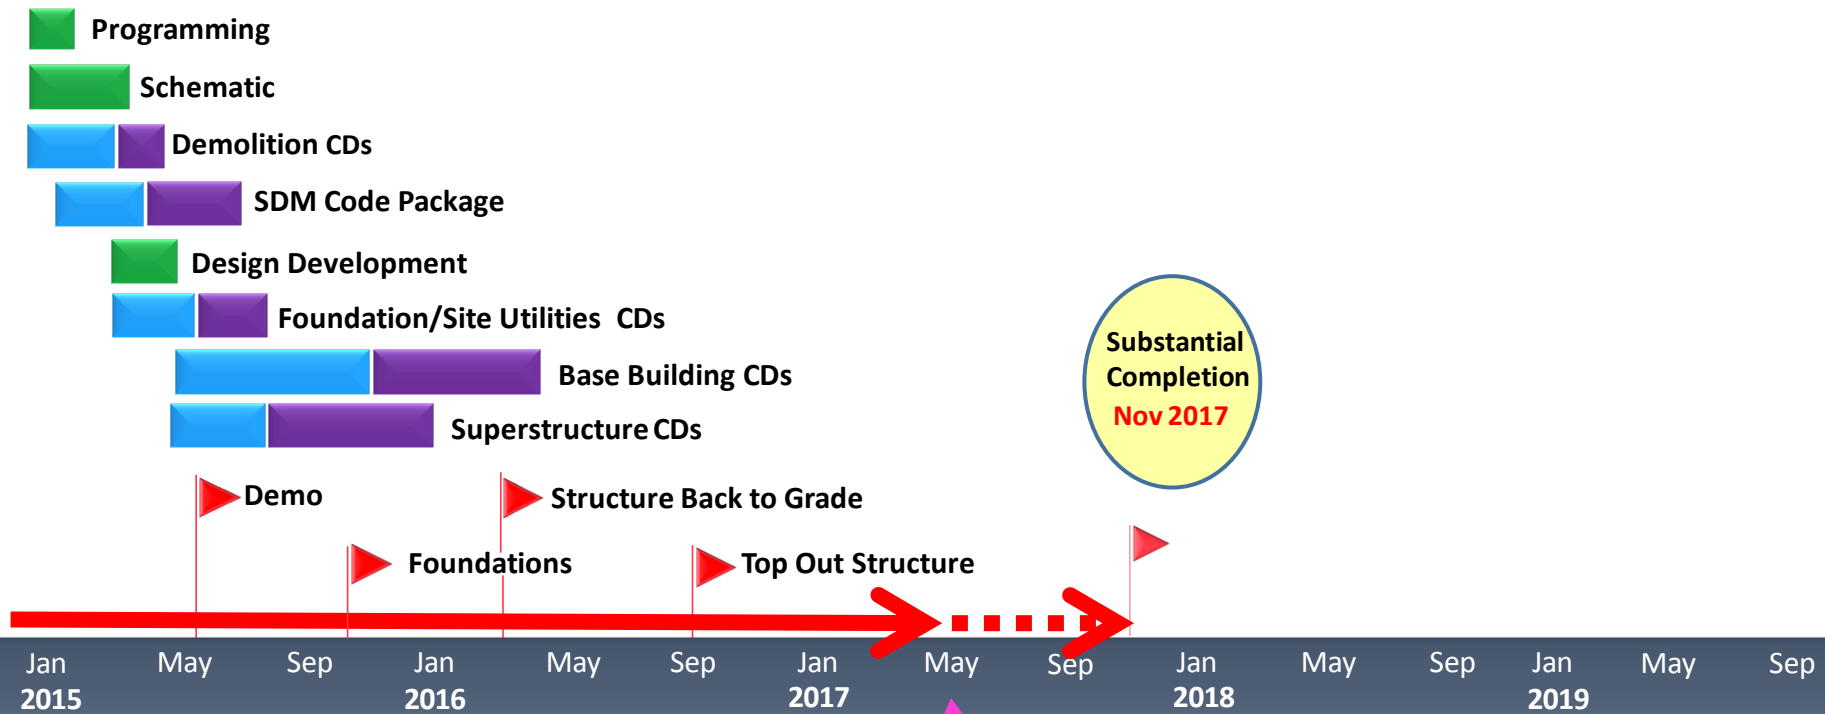 Programming
Schematic
Demolition CDs
SDM Code Package
Design Development
Foundation/Site Utilities CDs
Base Building CDs
Superstructure CDs
Substantial
Completion
Nov 2017
Demo
Structure Back to Grade
Foundations
Top Out Structure
Jan May Sep Jan May Sep Jan May Sep Jan May Sep Jan May Sep
2015 2016 2017 2018 2019